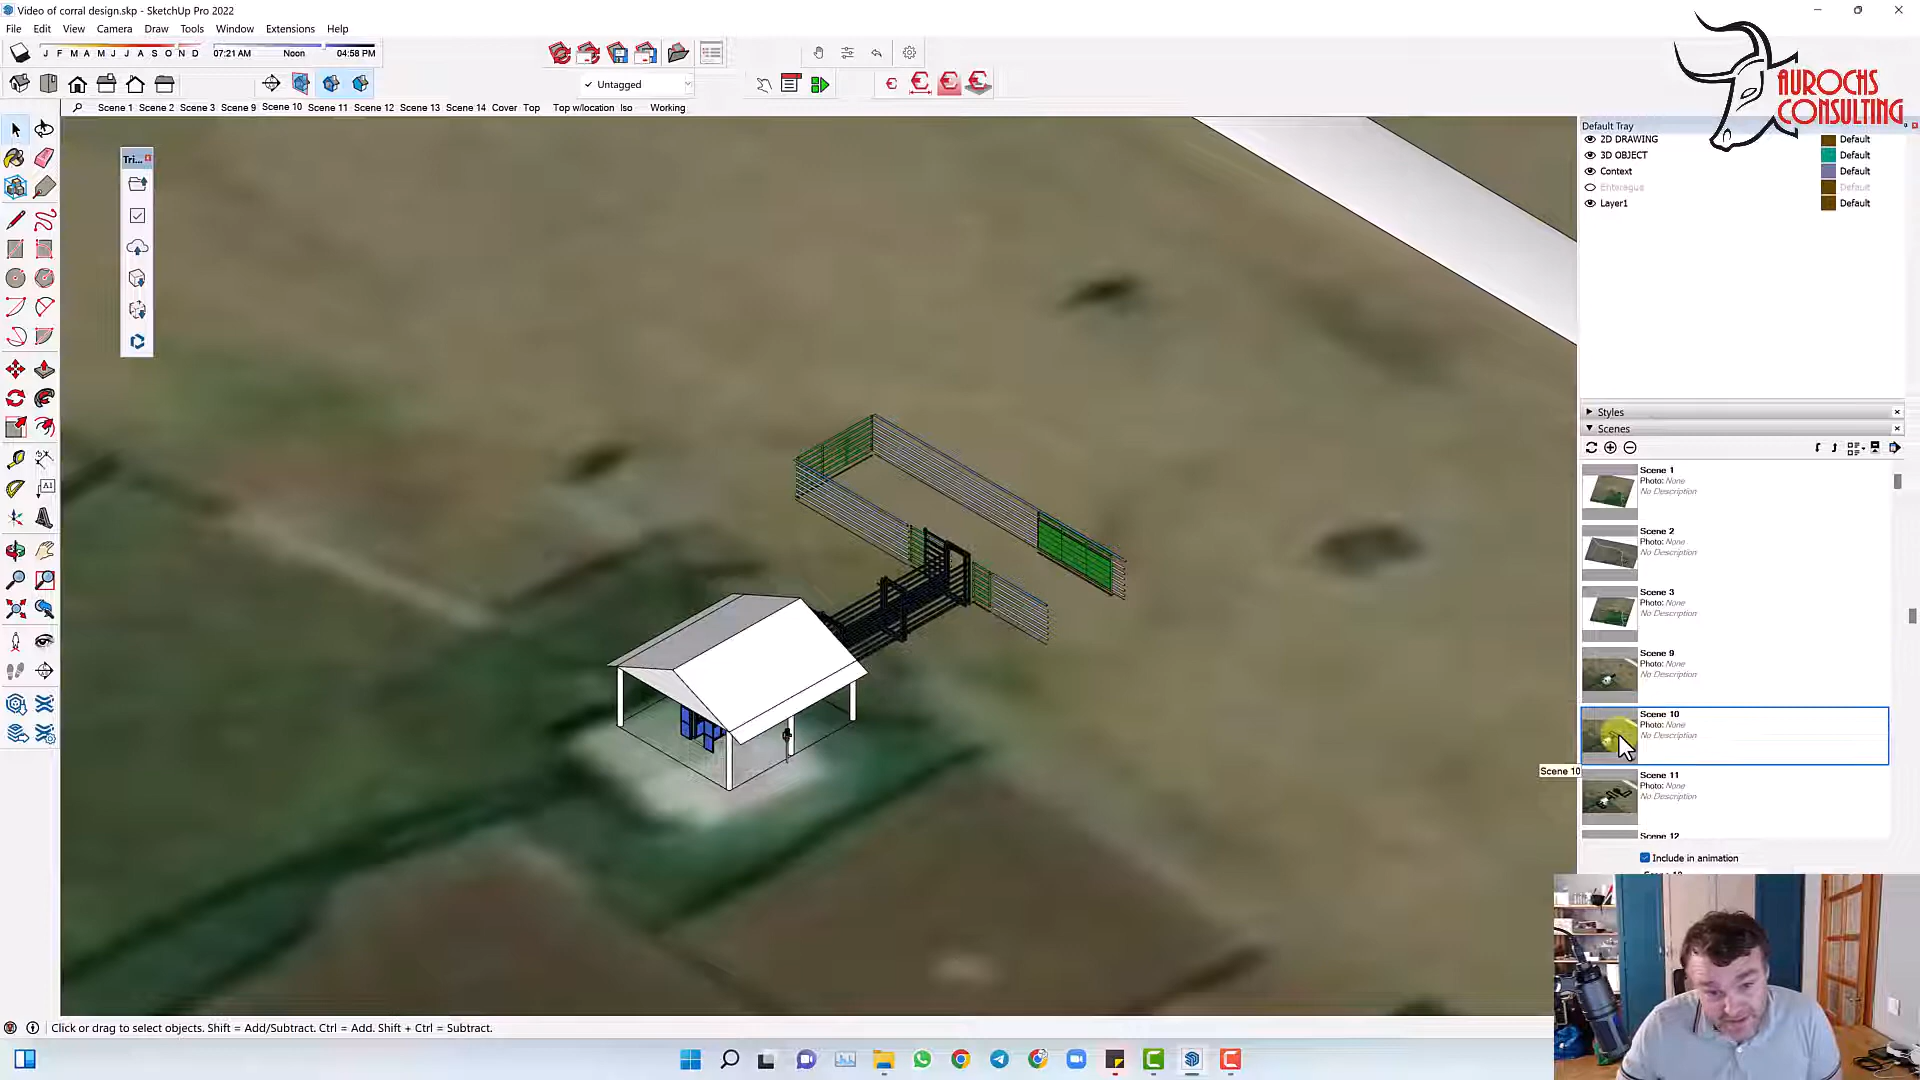 Video of corral design.skp - SketchUp Pro 2022
File Edit View Camera Draw Tools Window Extensions Help
J F M A M J J A S O N D 07:21 AM Noon 04:58 PM
✓ Untagged
Scene 1 Scene 2 Scene 3 Scene 9 Scene 10 Scene 11 Scene 12 Scene 13 Scene 14 Cover Top Top w/location Iso Working
AUROCHS
CONSULTING
Default Tray
2D DRAWING Default
3D OBJECT Default
Context Default
Enterague Default
Layer1 Default
Tri...
A1
Styles
Scenes
Scene 1
Photo: None
No Description
Scene 2
Photo: None
No Description
Scene 3
Photo: None
No Description
Scene 9
Photo: None
No Description
Scene 10
Photo: None
No Description
Scene 10
Scene 11
Photo: None
No Description
Scene 12
Include in animation
Click or drag to select objects. Shift = Add/Subtract. Ctrl = Add. Shift + Ctrl = Subtract.